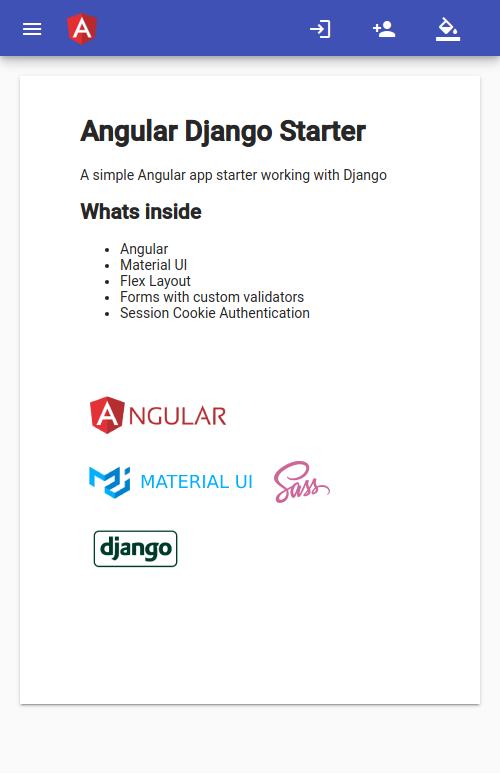 Angular Django Starter
A simple Angular app starter working with Django
Whats inside
Angular
Material UI
Flex Layout
Forms with custom validators
Session Cookie Authentication
ANGULAR
MATERIAL UI
Sass
django